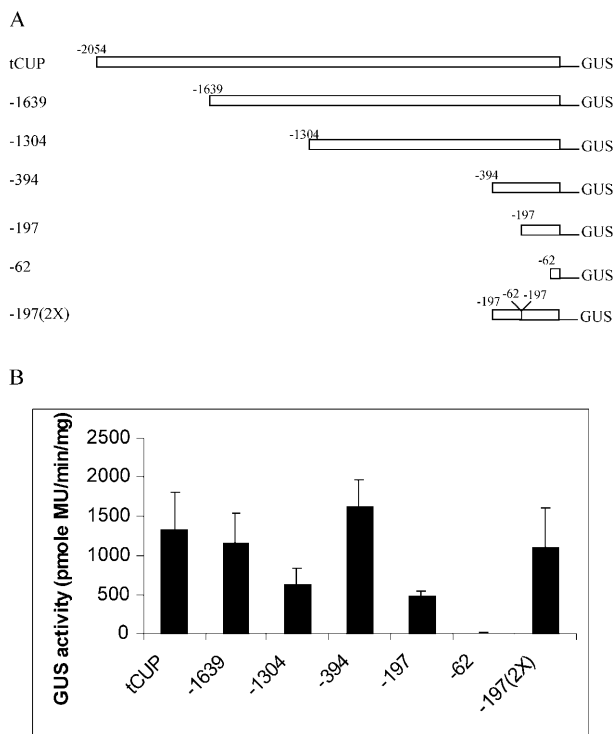 A
-2054
tCUP GUS
-1639
-1639 GUS
-1304
-1304 GUS
-394
-394 GUS
-197
-197 GUS
-62
-62 GUS
-197 -62 -197
-197(2X) GUS
B
GUS activity (pmole MU/min/mg)
2500
2000
1500
1000
500
0
tCUP -1639 -1304 -394 -197 -62 -197(2X)